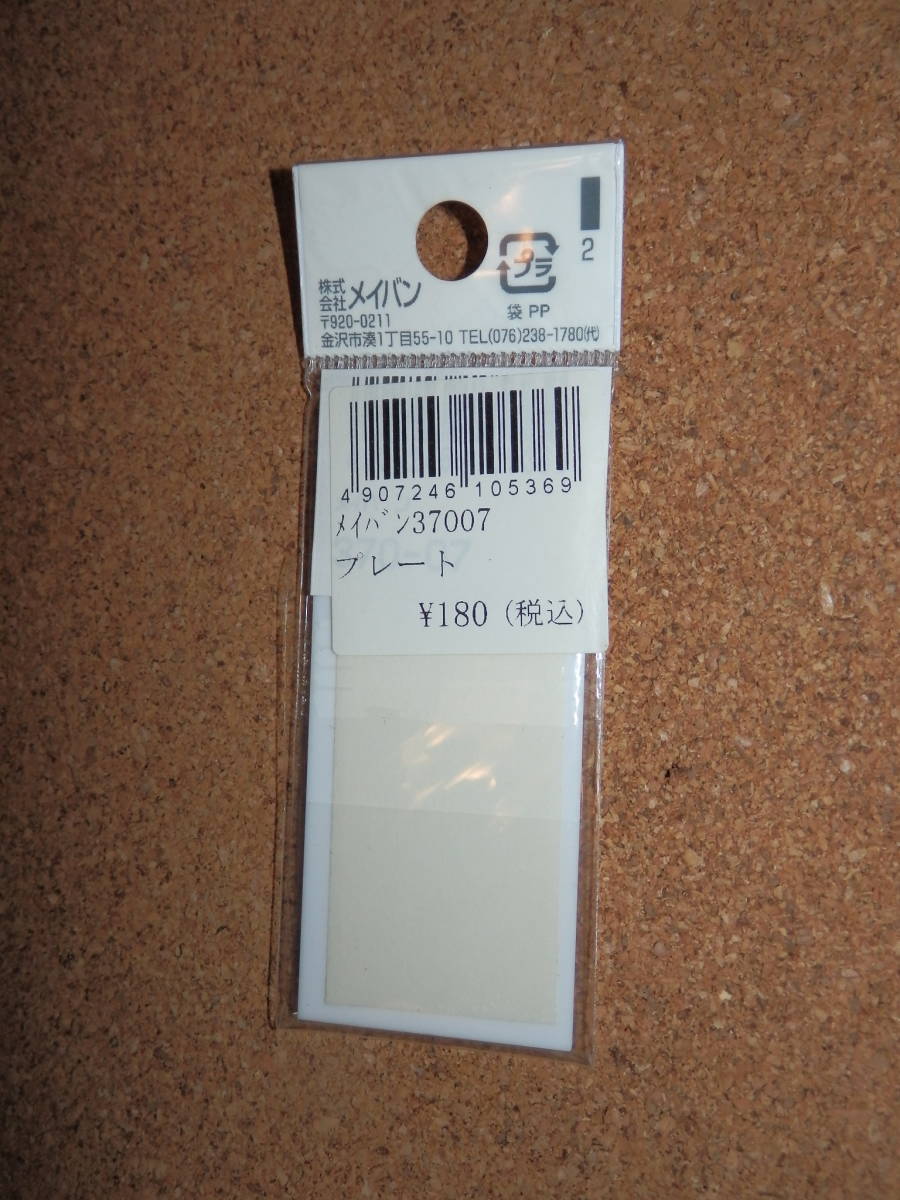 2
プラ
袋 PP
株式会社 メイバン
〒920-0211
金沢市湊1丁目55-10 TEL(076)238-1780(代)
4 907246 105369
ﾒｲﾊﾞﾝ37007
370-07
プレート
¥180 (税込)